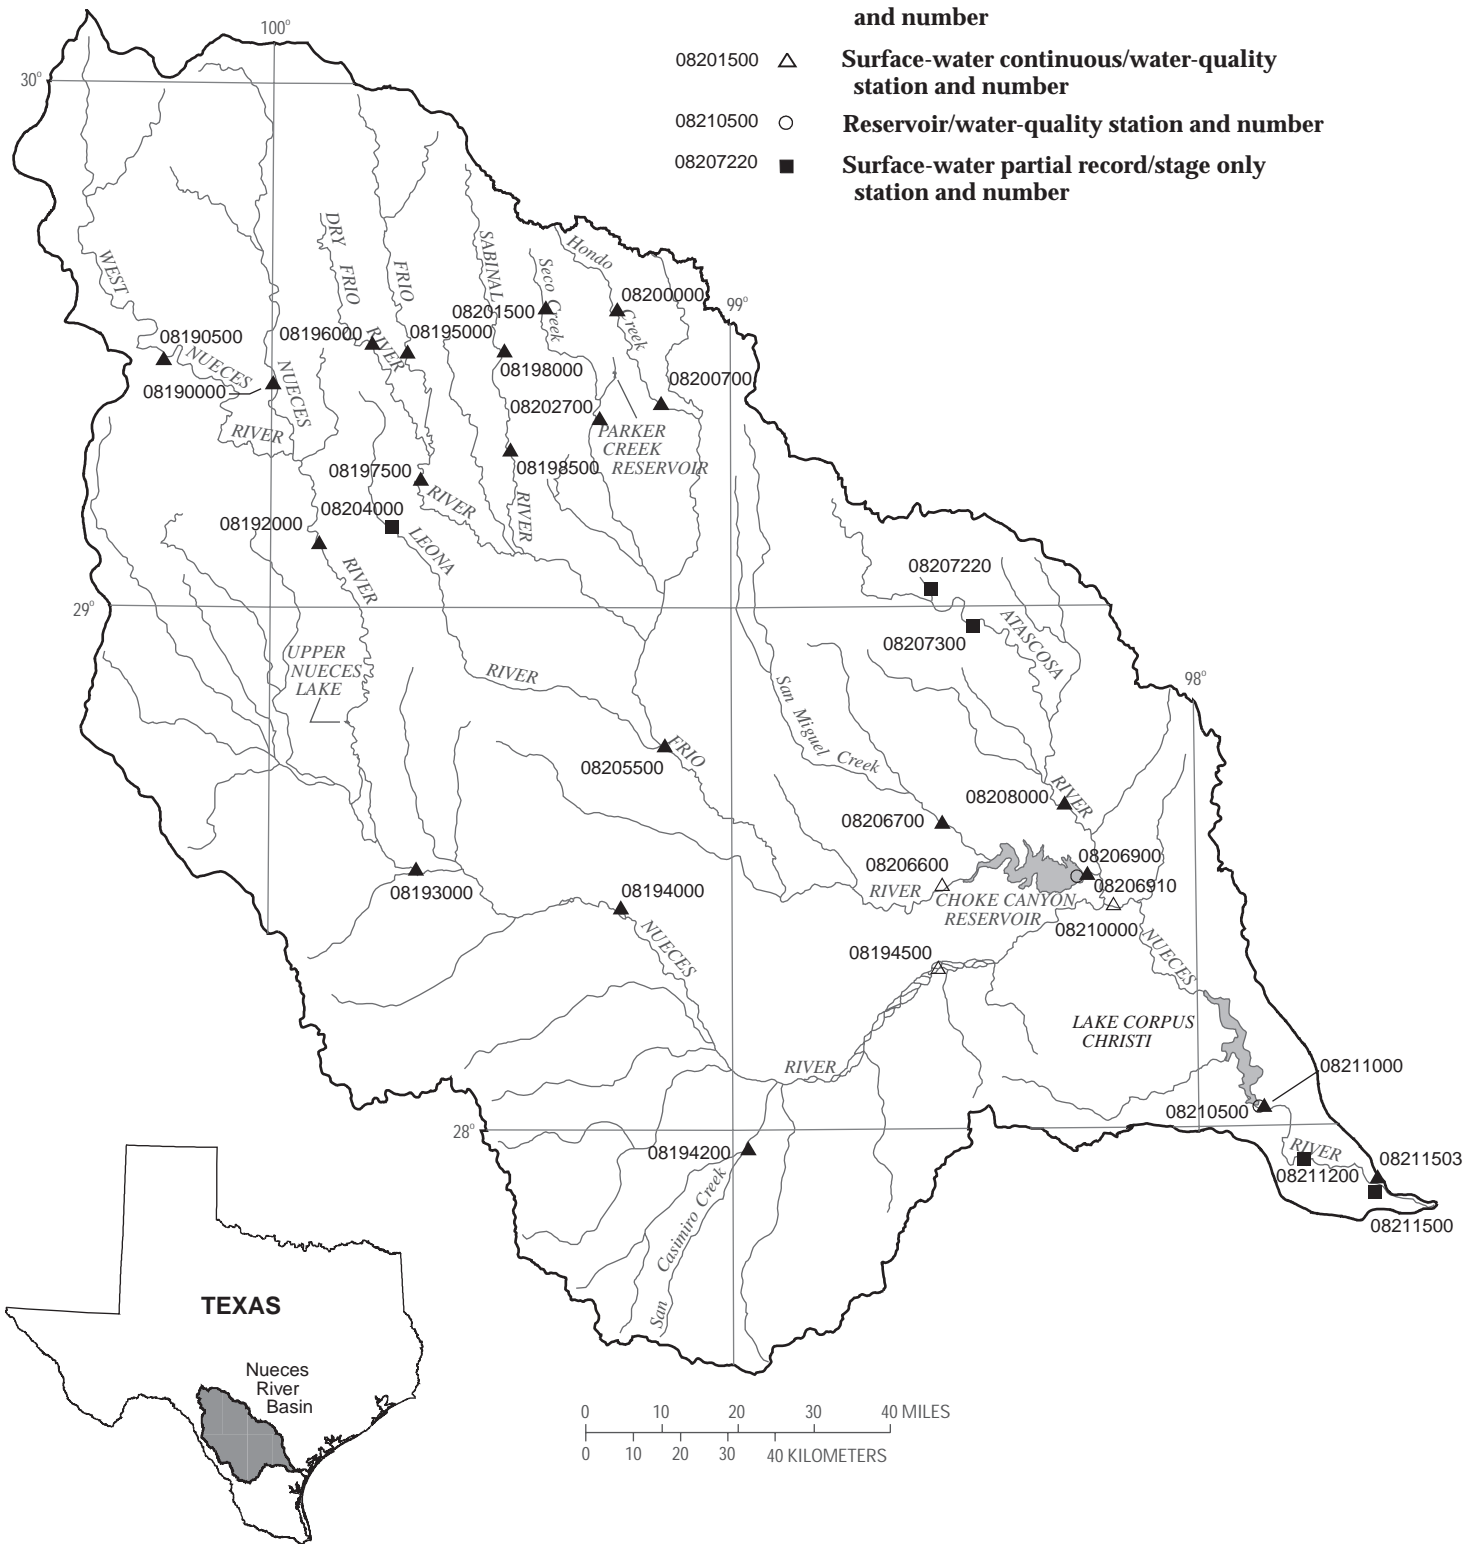 and number
08201500
Surface-water continuous/water-quality
station and number
08210500
Reservoir/water-quality station and number
08207220
Surface-water partial record/stage only
station and number
100°
30°
99°
29°
98°
28°
WEST
NUECES
RIVER
NUECES
RIVER
DRY
FRIO
RIVER
FRIO
RIVER
SABINAL
RIVER
Seco
Creek
Hondo
Creek
08200000
08201500
08190500
08196000
08195000
08190000
08198000
08200700
08202700
PARKER
CREEK
RESERVOIR
08197500
08198500
08204000
08192000
LEONA
RIVER
UPPER
NUECES
LAKE
08207220
08207300
ATASCOSA
RIVER
San Miguel
Creek
FRIO
RIVER
08205500
08208000
08206700
08206600
08206900
08206910
CHOKE CANYON
RESERVOIR
08210000
08193000
08194000
NUECES
RIVER
08194500
NUECES
RIVER
LAKE CORPUS
CHRISTI
08211000
08210500
08194200
San Casimiro Creek
08211200
08211503
08211500
TEXAS
Nueces
River
Basin
0 10 20 30 40 MILES
0 10 20 30 40 KILOMETERS